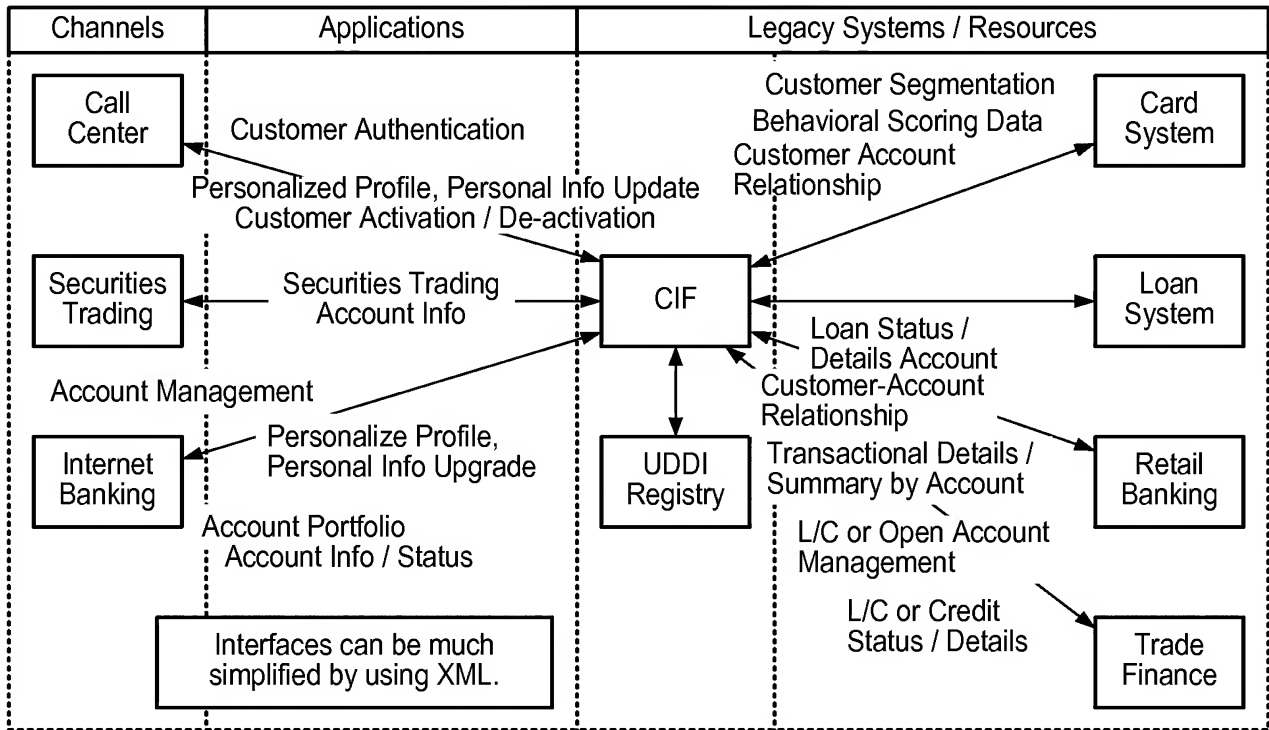 Channels
Applications
Legacy Systems / Resources
Call
Center
Customer Authentication
Personalized Profile, Personal Info Update
Customer Activation / De-activation
Customer Segmentation
Behavioral Scoring Data
Customer Account
Relationship
Card
System
Securities
Trading
Securities Trading
Account Info
CIF
Loan
System
Loan Status /
Details Account
Customer-Account
Relationship
Account Management
Internet
Banking
Personalize Profile,
Personal Info Upgrade
UDDI
Registry
Transactional Details /
Summary by Account
Retail
Banking
Account Portfolio
Account Info / Status
L/C or Open Account
Management
Interfaces can be much
simplified by using XML.
L/C or Credit
Status / Details
Trade
Finance